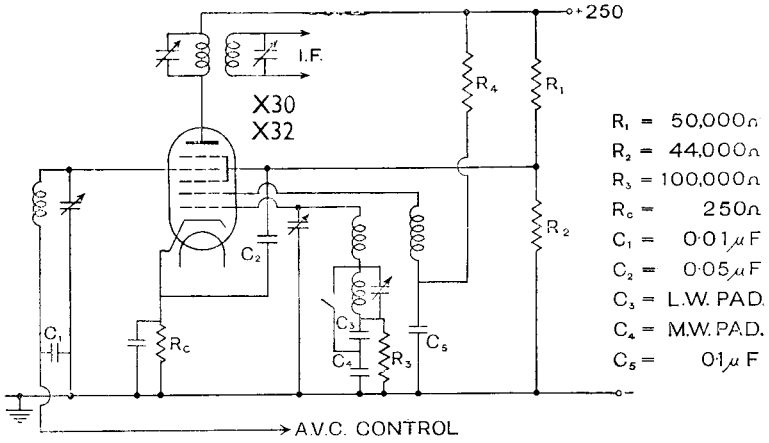 +250
I.F.
X30
X32
R₄
R₁
R₁ = 50,000Ω
R₂ = 44,000Ω
R₃ = 100,000Ω
Rc = 250Ω
C₁ = 0·01μF
C₂ = 0·05μF
C₃ = L.W. PAD.
C₄ = M.W. PAD.
C₅ = 0·1μF
C₂
R₂
C₁
Rc
C₃
C₄
R₃
C₅
-
A.V.C. CONTROL